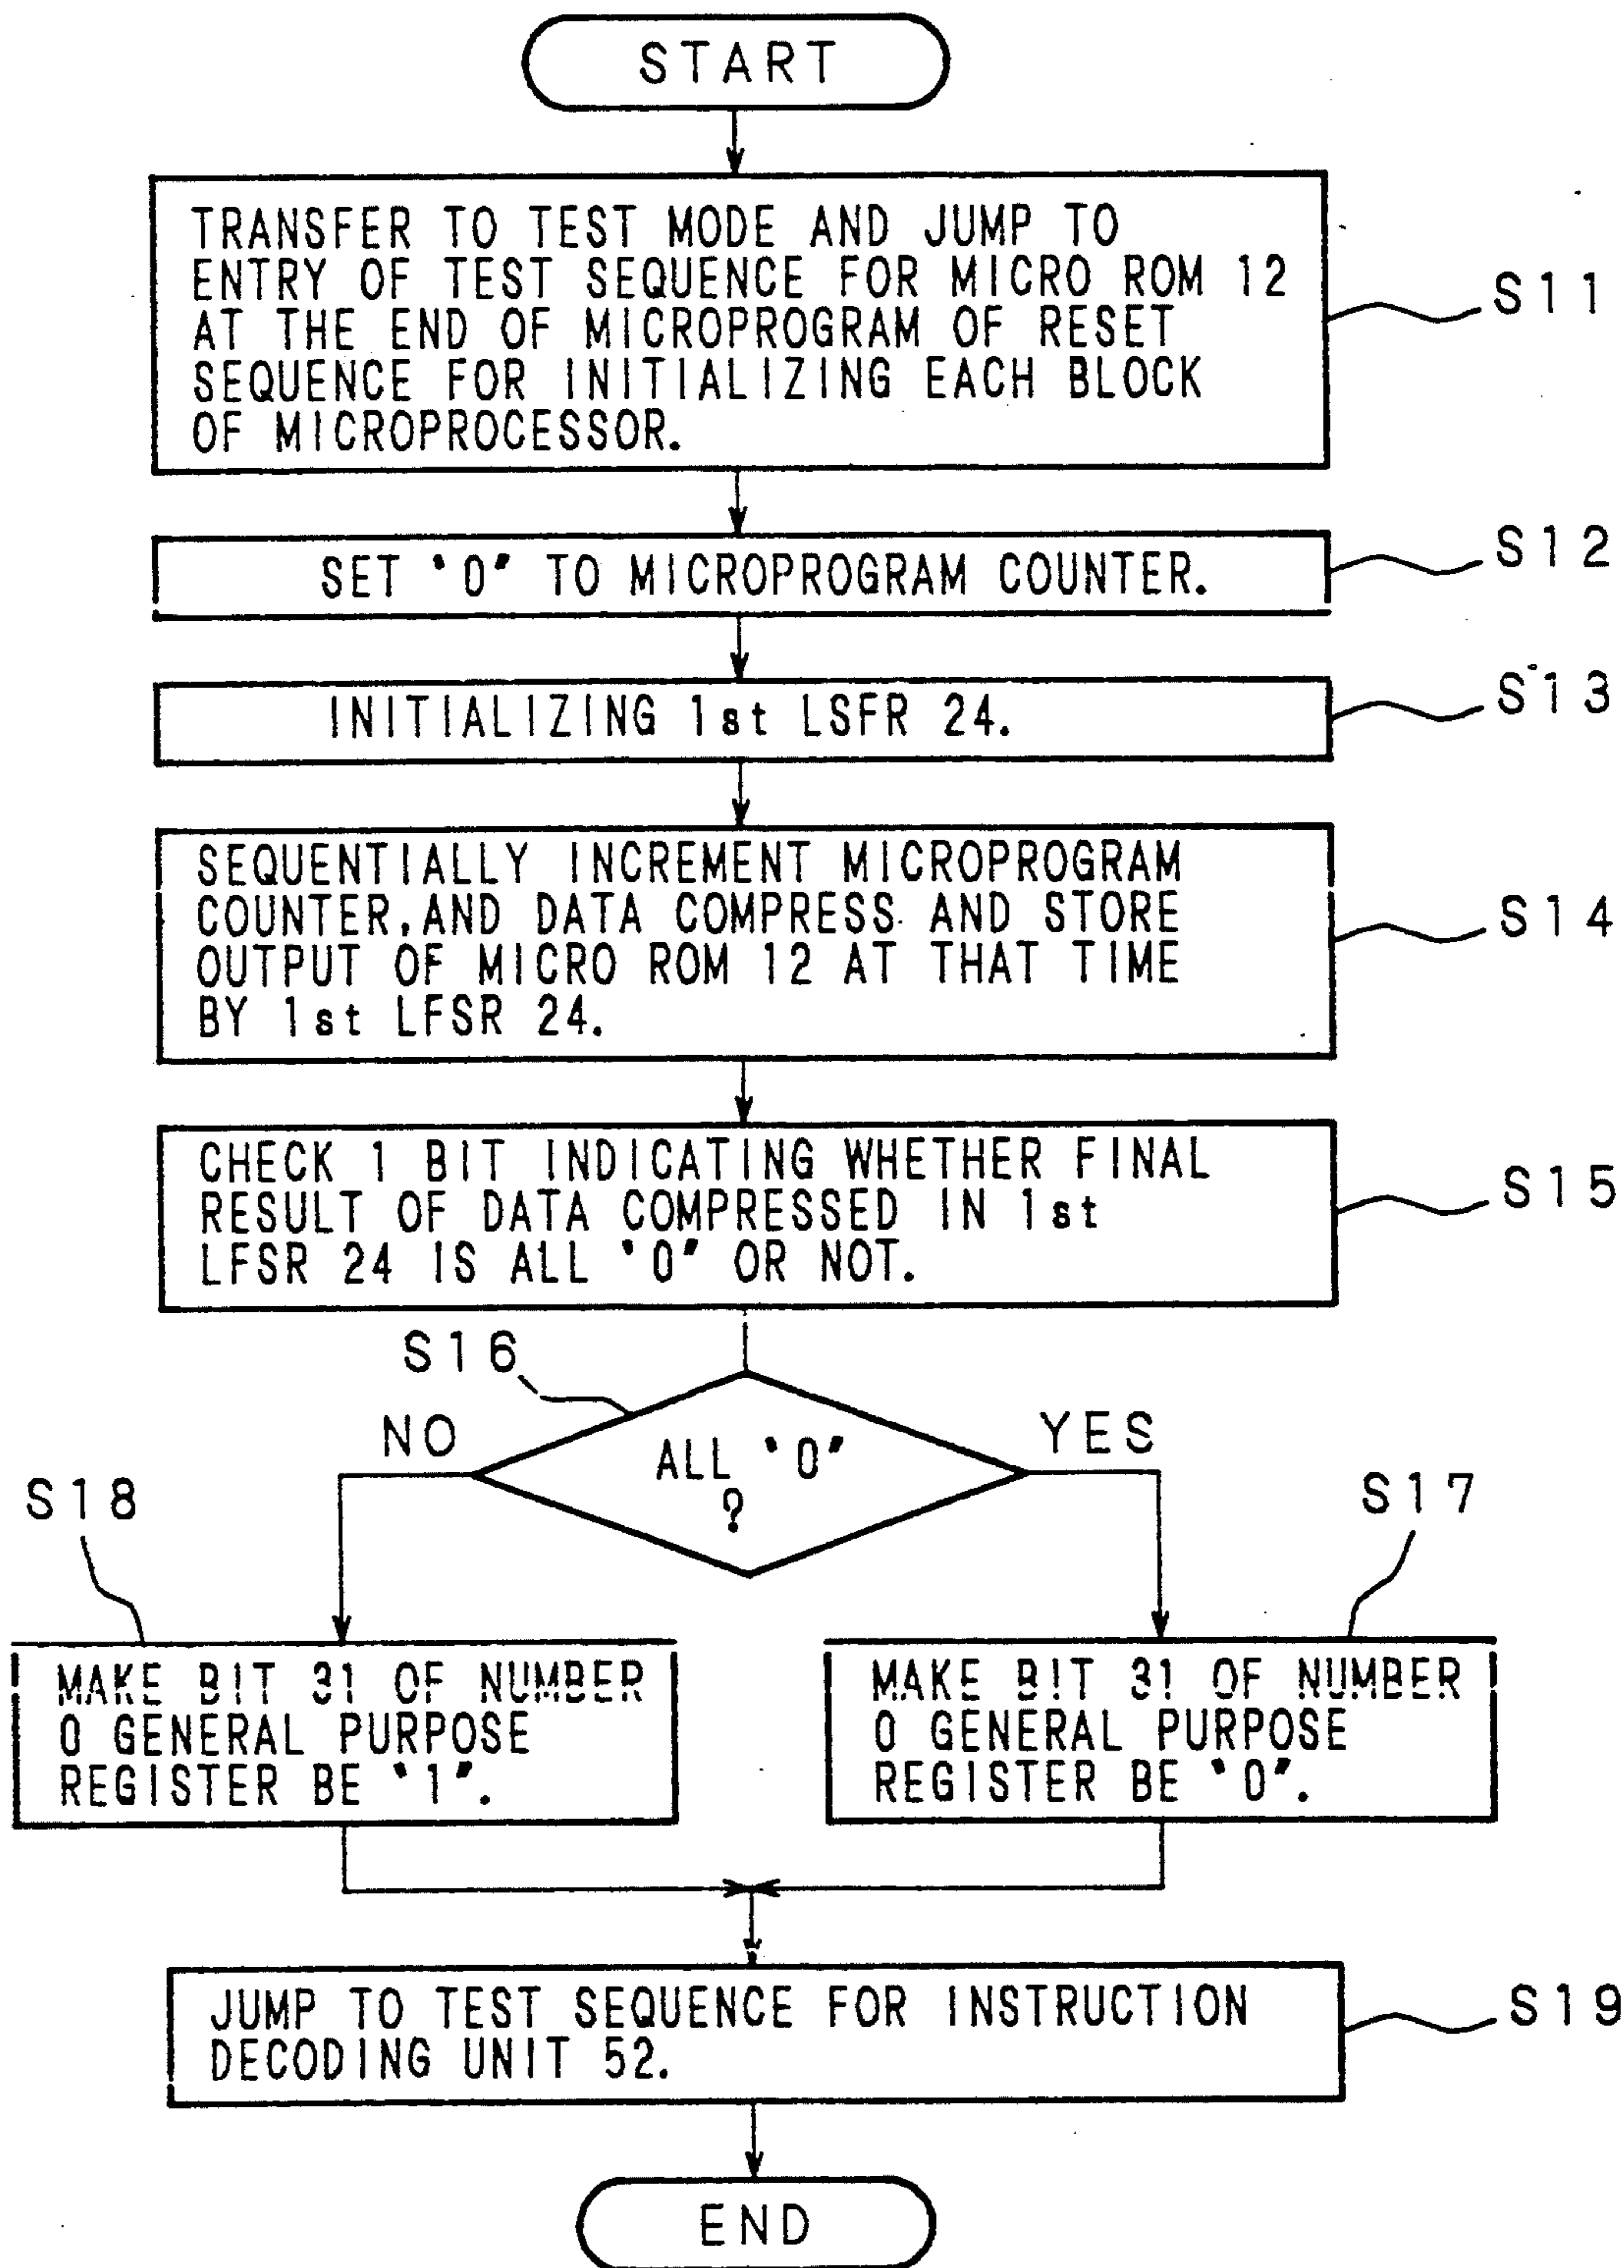 START
TRANSFER TO TEST MODE AND JUMP TO
ENTRY OF TEST SEQUENCE FOR MICRO ROM 12
AT THE END OF MICROPROGRAM OF RESET
SEQUENCE FOR INITIALIZING EACH BLOCK
OF MICROPROCESSOR.
S11
SET "0" TO MICROPROGRAM COUNTER.
S12
INITIALIZING 1st LSFR 24.
S13
SEQUENTIALLY INCREMENT MICROPROGRAM
COUNTER, AND DATA COMPRESS AND STORE
OUTPUT OF MICRO ROM 12 AT THAT TIME
BY 1st LFSR 24.
S14
CHECK 1 BIT INDICATING WHETHER FINAL
RESULT OF DATA COMPRESSED IN 1st
LFSR 24 IS ALL "0" OR NOT.
S15
S16
NO
ALL "0"
?
YES
S18
S17
MAKE BIT 31 OF NUMBER
0 GENERAL PURPOSE
REGISTER BE "1".
MAKE BIT 31 OF NUMBER
0 GENERAL PURPOSE
REGISTER BE "0".
JUMP TO TEST SEQUENCE FOR INSTRUCTION
DECODING UNIT 52.
S19
END